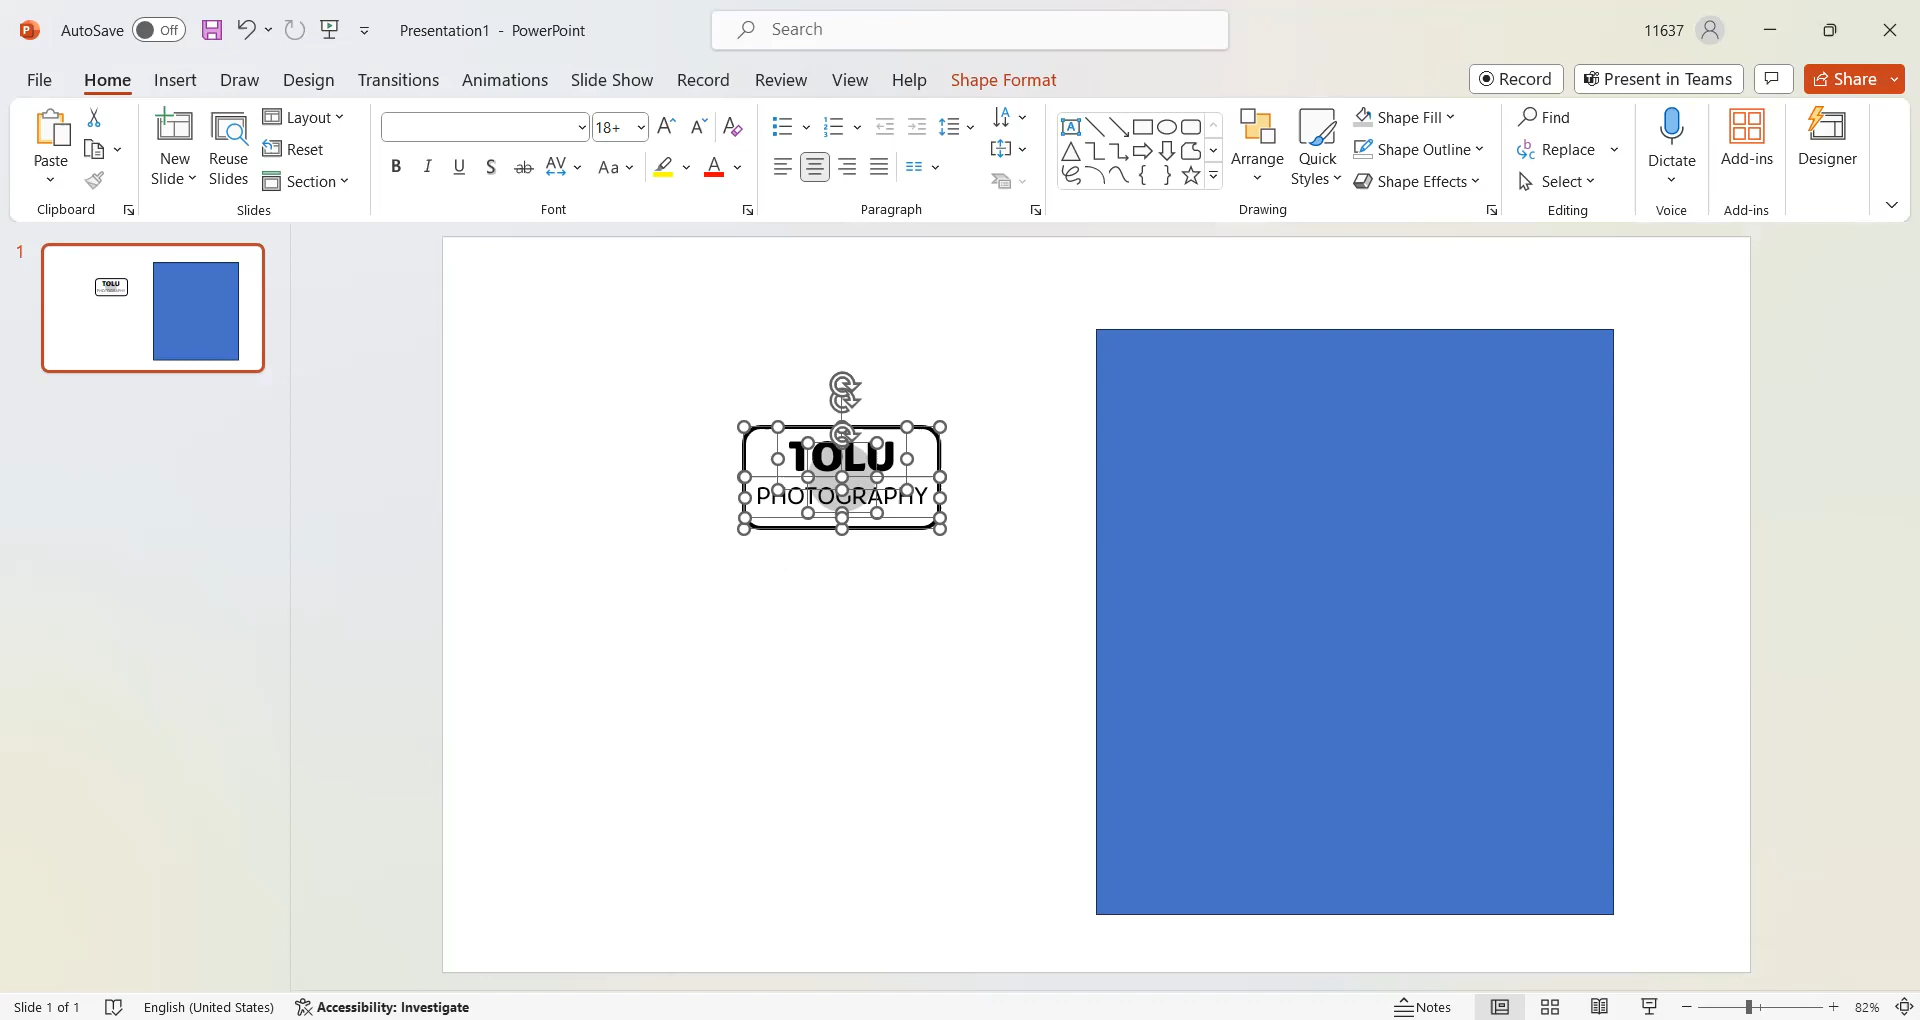 AutoSave Off Presentation1 - PowerPoint Search 11637
File Home Insert Draw Design Transitions Animations Slide Show Record Review View Help Shape Format Record Present in Teams Share
Paste
New Slide
Reuse Slides
Layout
Reset
Section
18+
Arrange
Quick Styles
Shape Fill
Shape Outline
Shape Effects
Find
Replace
Select
Dictate
Add-ins
Designer
Clipboard Slides Font Paragraph Drawing Editing Voice Add-ins
1
TOLU
PHOTOGRAPHY
TOLU
PHOTOGRAPHY
Slide 1 of 1 English (United States) Accessibility: Investigate Notes 82%